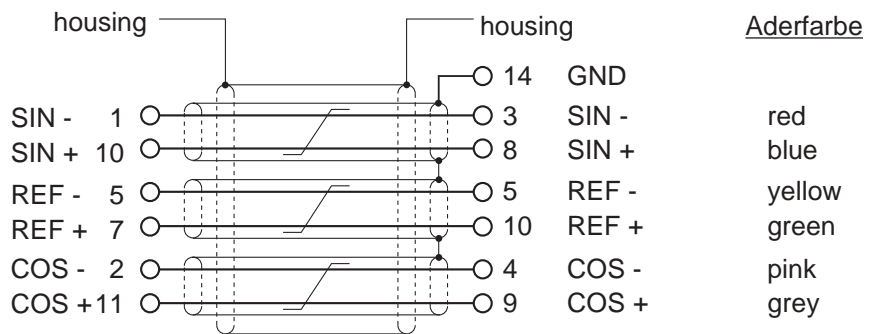 housing housing Aderfarbe
14 GND
SIN - 1 3 SIN - red
SIN + 10 8 SIN + blue
REF - 5 5 REF - yellow
REF + 7 10 REF + green
COS - 2 4 COS - pink
COS + 11 9 COS + grey